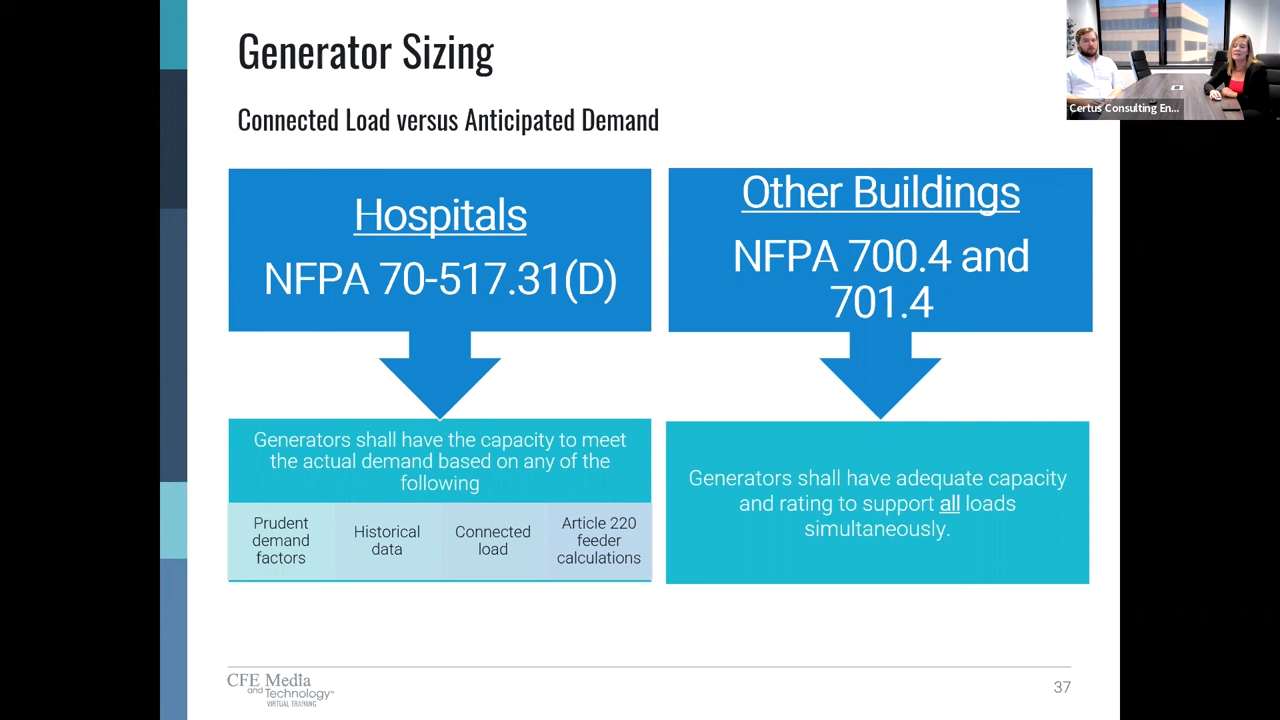 Generator Sizing
Connected Load versus Anticipated Demand
Certus Consulting En...
Hospitals
NFPA 70-517.31(D)
Other Buildings
NFPA 700.4 and
701.4
Generators shall have the capacity to meet
the actual demand based on any of the
following
Prudent
demand
factors
Historical
data
Connected
load
Article 220
feeder
calculations
Generators shall have adequate capacity
and rating to support all loads
simultaneously.
CFE Media
and Technology™
VIRTUAL TRAINING
37